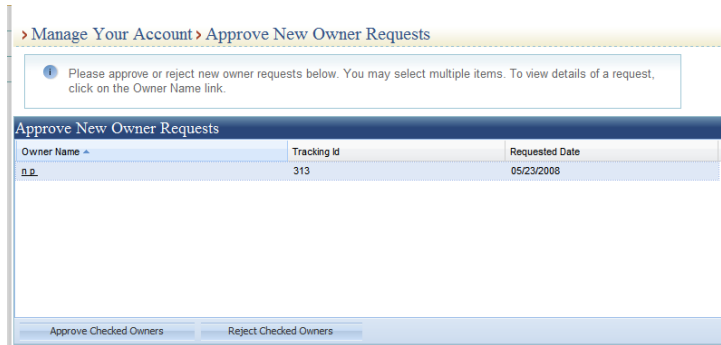 › Manage Your Account › Approve New Owner Requests
Please approve or reject new owner requests below. You may select multiple items. To view details of a request,
click on the Owner Name link.
Approve New Owner Requests
Owner Name Tracking Id Requested Date
n p 313 05/23/2008
Approve Checked Owners Reject Checked Owners